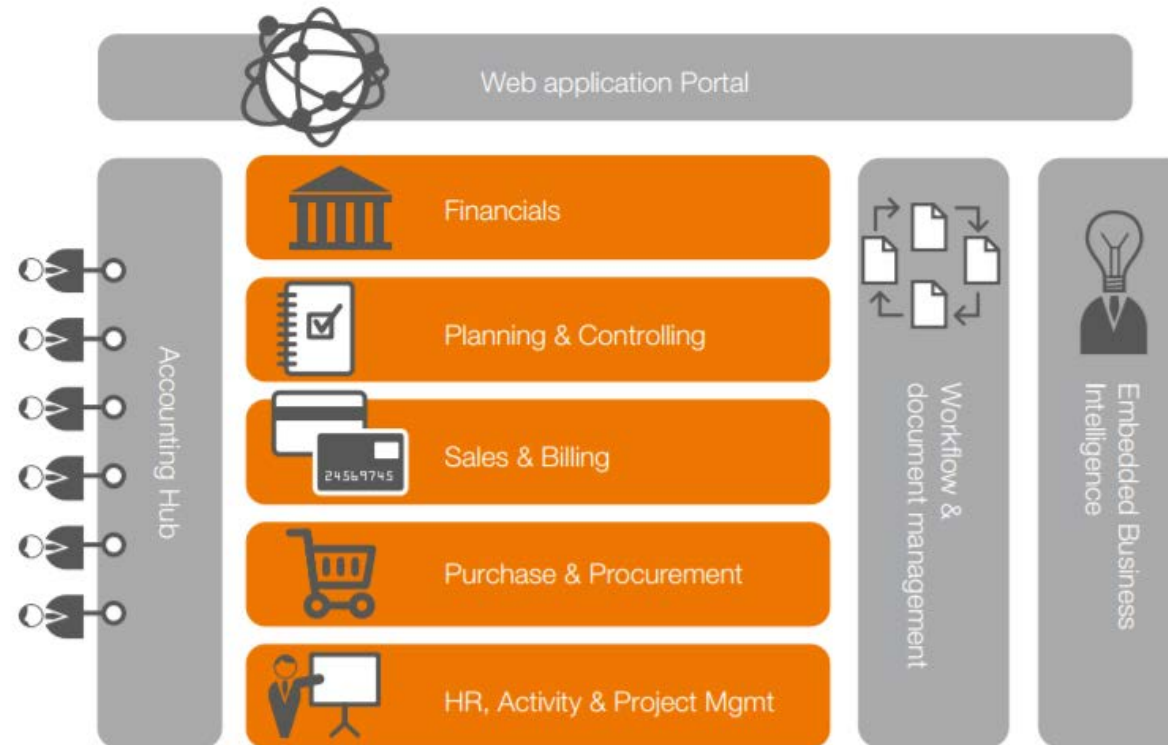 Web application Portal
Accounting Hub
Financials
Planning & Controlling
24569745
Sales & Billing
Purchase & Procurement
HR, Activity & Project Mgmt
Workflow &
document management
Embedded Business
Intelligence